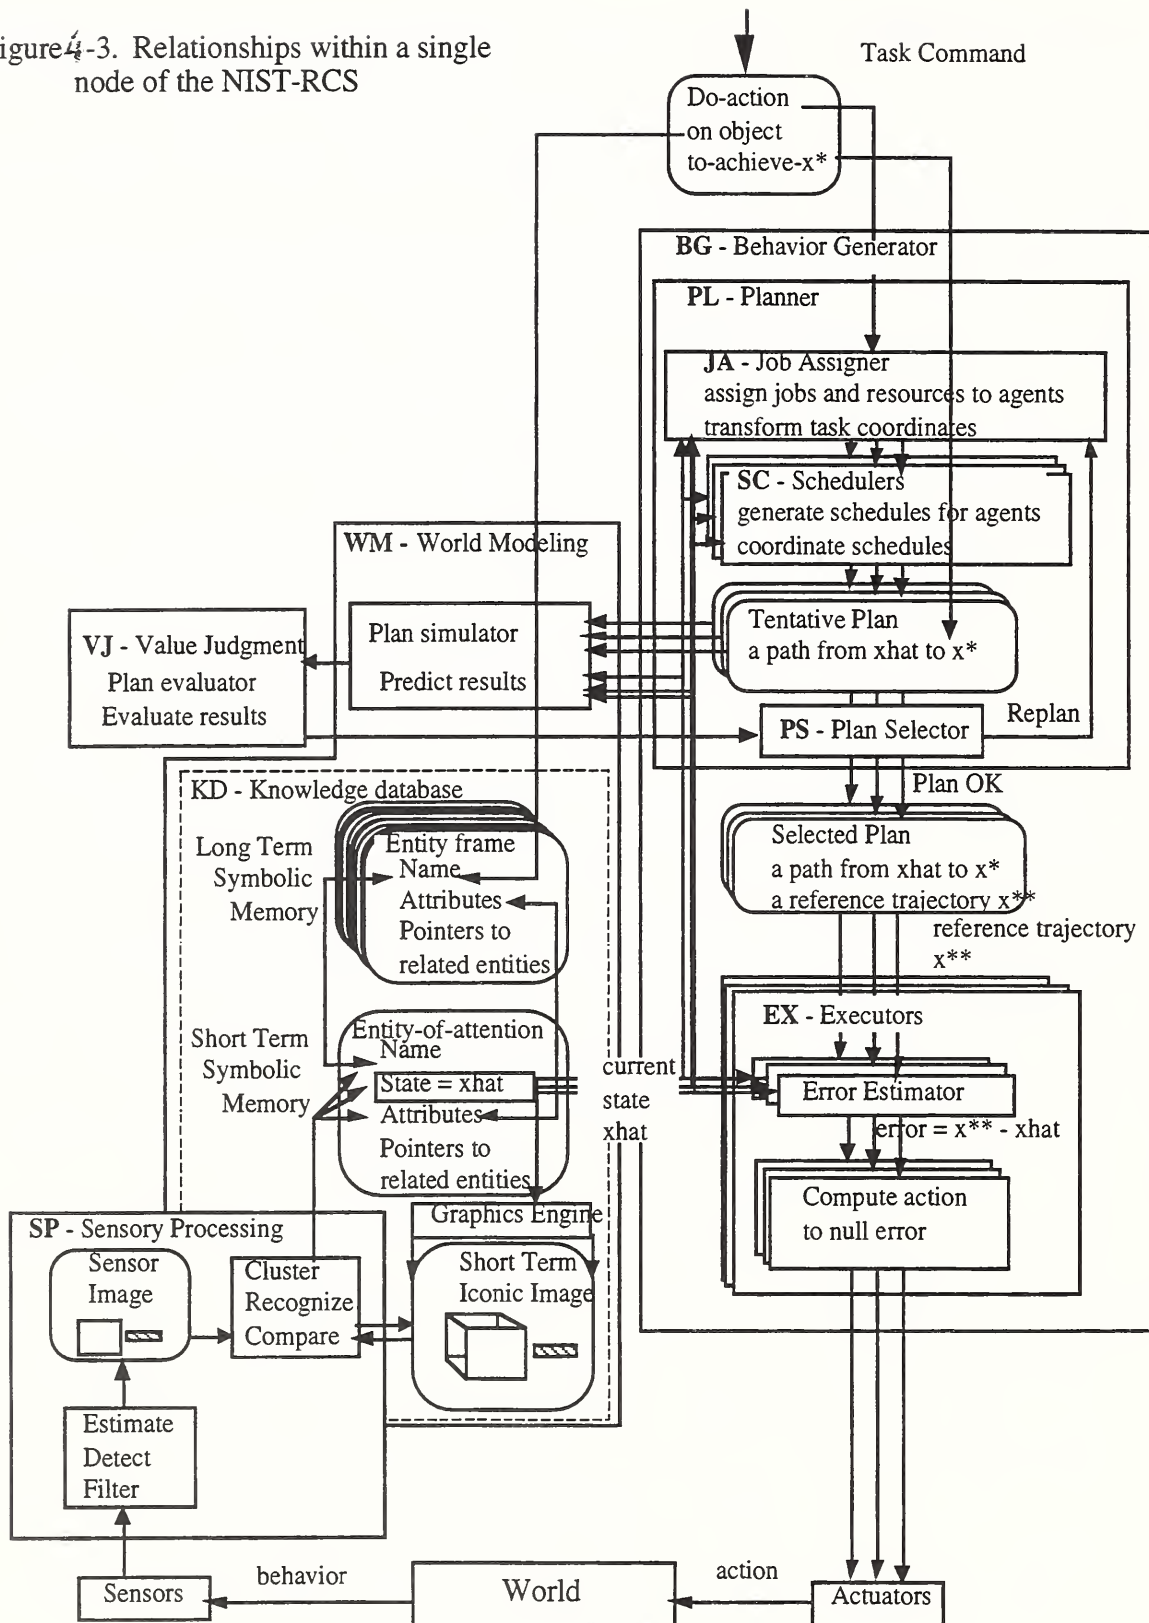 igure 4-3. Relationships within a single
node of the NIST-RCS
Task Command
Do-action
on object
to-achieve-x*
BG - Behavior Generator
PL - Planner
JA - Job Assigner
assign jobs and resources to agents
transform task coordinates
SC - Schedulers
generate schedules for agents
coordinate schedules
WM - World Modeling
Tentative Plan
a path from xhat to x*
Plan simulator
Predict results
VJ - Value Judgment
Plan evaluator
Evaluate results
PS - Plan Selector
Replan
Plan OK
KD - Knowledge database
Long Term
Symbolic
Memory
Entity frame
Name
Attributes
Pointers to
related entities
Selected Plan
a path from xhat to x*
a reference trajectory x**
reference trajectory
x**
EX - Executors
Short Term
Symbolic
Memory
Entity-of-attention
Name
State = xhat
Attributes
Pointers to
related entities
current
state
xhat
Error Estimator
error = x** - xhat
Compute action
to null error
SP - Sensory Processing
Graphics Engine
Sensor
Image
Cluster
Recognize
Compare
Short Term
Iconic Image
Estimate
Detect
Filter
Sensors
behavior
World
action
Actuators